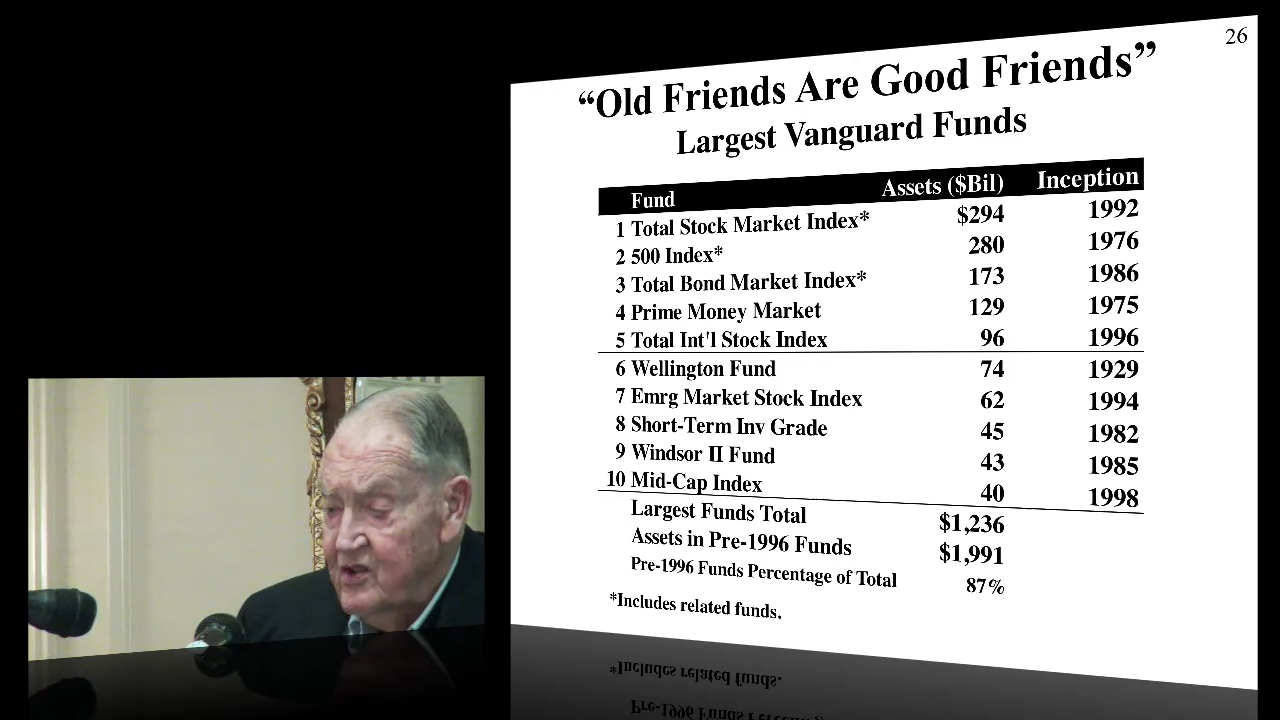 26
“Old Friends Are Good Friends”
Largest Vanguard Funds
Fund Assets ($Bil) Inception
1 Total Stock Market Index* $294 1992
2 500 Index* 280 1976
3 Total Bond Market Index* 173 1986
4 Prime Money Market 129 1975
5 Total Int'l Stock Index 96 1996
6 Wellington Fund 74 1929
7 Emrg Market Stock Index 62 1994
8 Short-Term Inv Grade 45 1982
9 Windsor II Fund 43 1985
10 Mid-Cap Index 40 1998
Largest Funds Total $1,236
Assets in Pre-1996 Funds $1,991
Pre-1996 Funds Percentage of Total 87%
*Includes related funds.